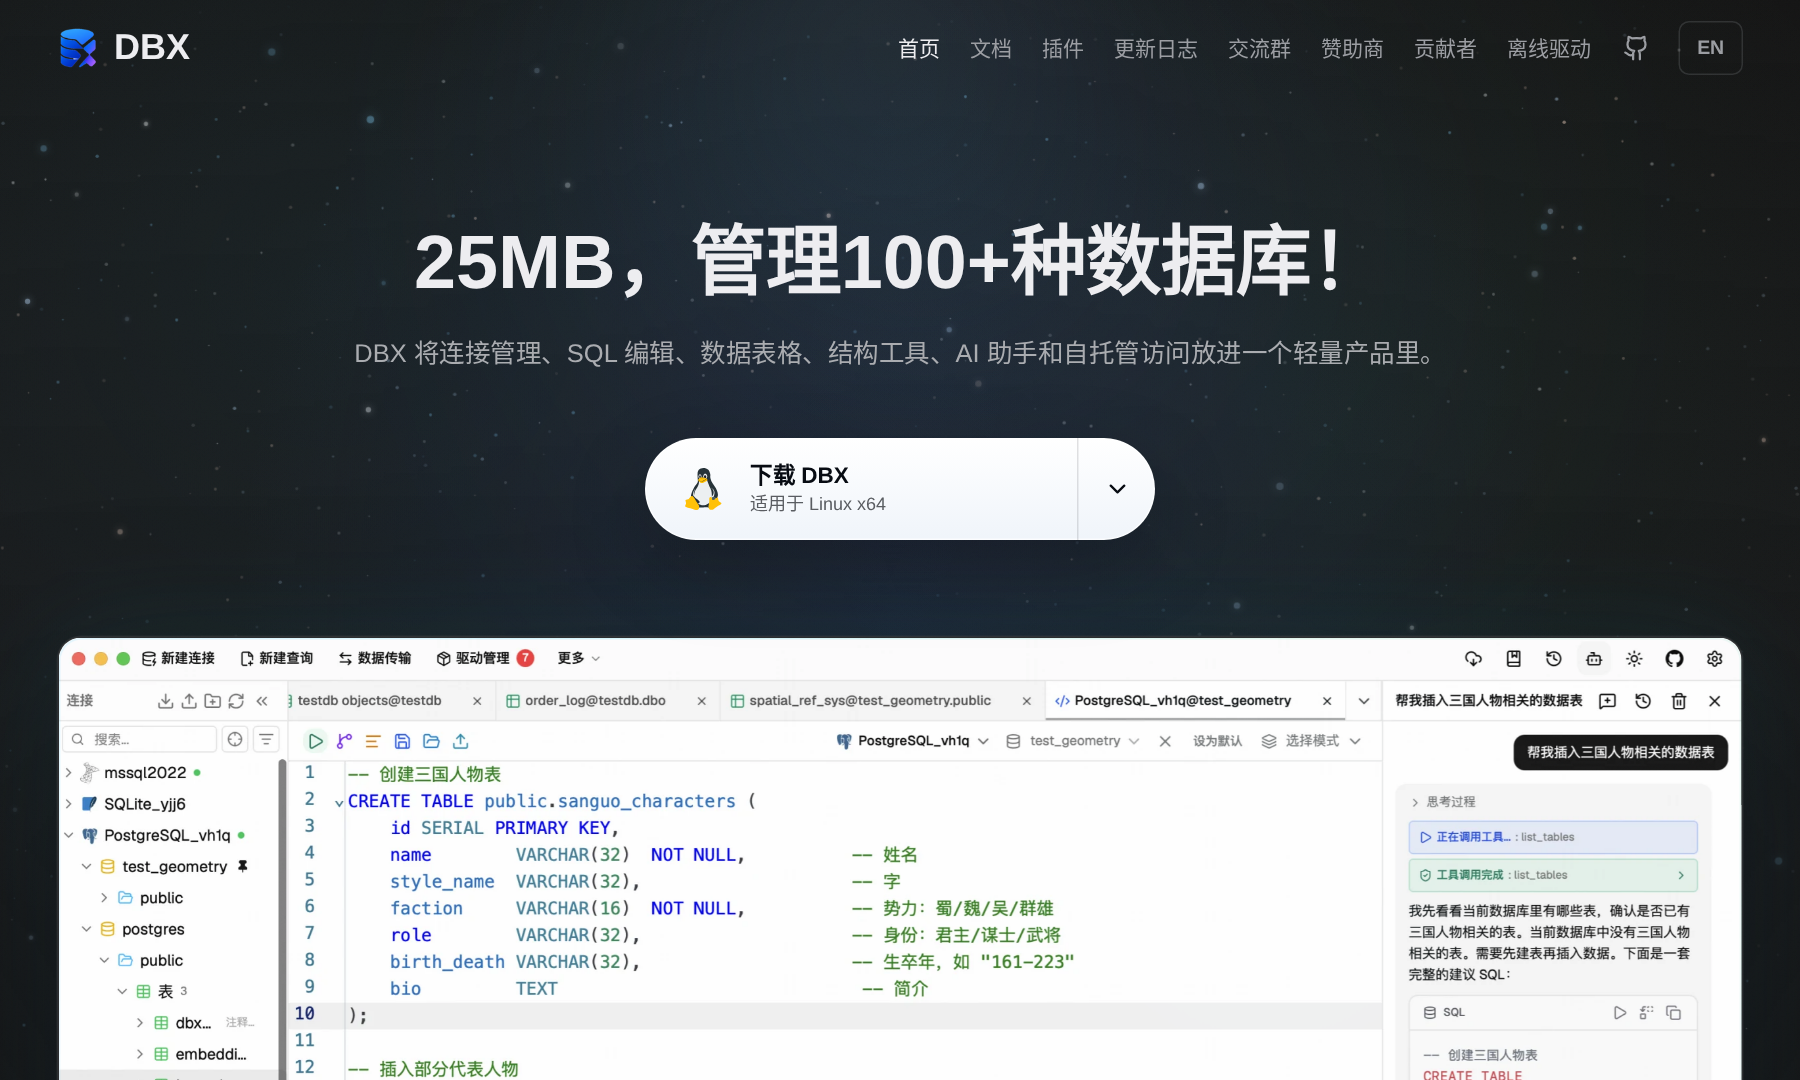 DBX
首页 文档 插件 更新日志 交流群 赞助商 贡献者 离线驱动 EN
25MB，管理100+种数据库！
DBX 将连接管理、SQL 编辑、数据表格、结构工具、AI 助手和自托管访问放进一个轻量产品里。
下载 DBX
适用于 Linux x64
新建连接 新建查询 数据传输 驱动管理 7 更多
连接
testdb objects@testdb order_log@testdb.dbo spatial_ref_sys@test_geometry.public PostgreSQL_vh1q@test_geometry
帮我插入三国人物相关的数据表
搜索...
PostgreSQL_vh1q test_geometry 设为默认 选择模式
mssql2022
SQLite_yjj6
PostgreSQL_vh1q
test_geometry
public
postgres
public
表 3
dbx... 注释...
embeddi...
1 -- 创建三国人物表
2 CREATE TABLE public.sanguo_characters (
3 id SERIAL PRIMARY KEY,
4 name VARCHAR(32) NOT NULL, -- 姓名
5 style_name VARCHAR(32), -- 字
6 faction VARCHAR(16) NOT NULL, -- 势力：蜀/魏/吴/群雄
7 role VARCHAR(32), -- 身份：君主/谋士/武将
8 birth_death VARCHAR(32), -- 生卒年，如 "161-223"
9 bio TEXT -- 简介
10 );
11
12 -- 插入部分代表人物
帮我插入三国人物相关的数据表
思考过程
正在调用工具... : list_tables
工具调用完成 : list_tables
我先看看当前数据库里有哪些表，确认是否已有
三国人物相关的表。当前数据库中没有三国人物
相关的表。需要先建表再插入数据。下面是一套
完整的建议 SQL：
SQL
-- 创建三国人物表
CREATE TABLE